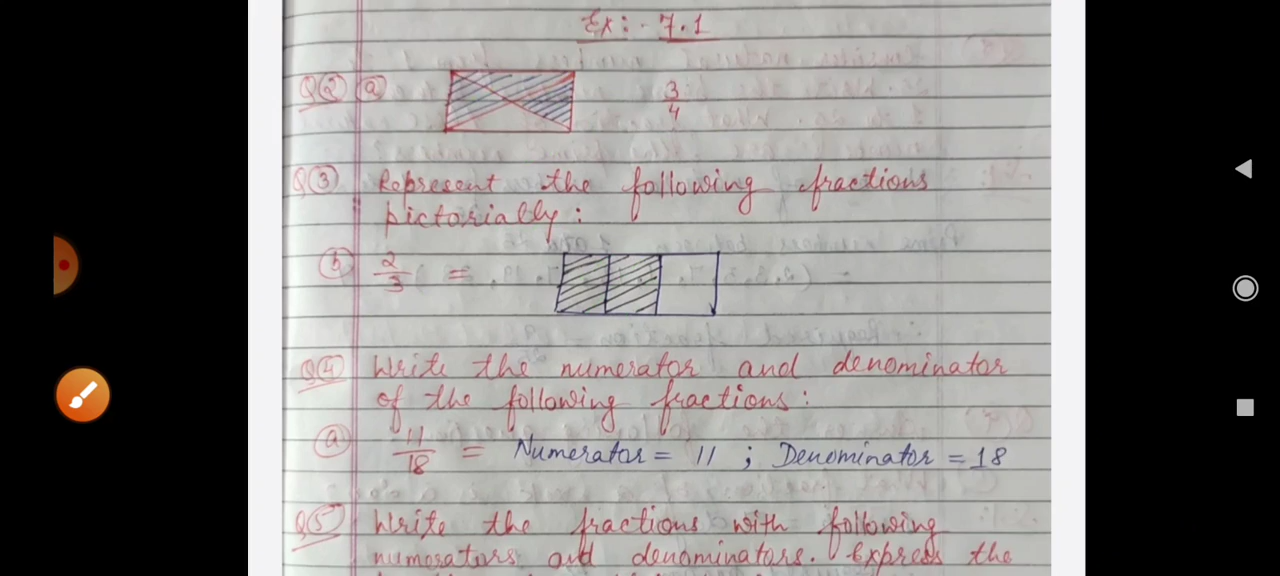 Ex:- 7.1
Q② ⓐ 3/4
Q③ Represent the following fractions
pictorially:
ⓑ 2/3 =
Q④ Write the numerator and denominator
of the following fractions:
ⓐ 11/18 = Numerator = 11 ; Denominator = 18
Q⑤ Write the fractions with following
numerators and denominators. Express the